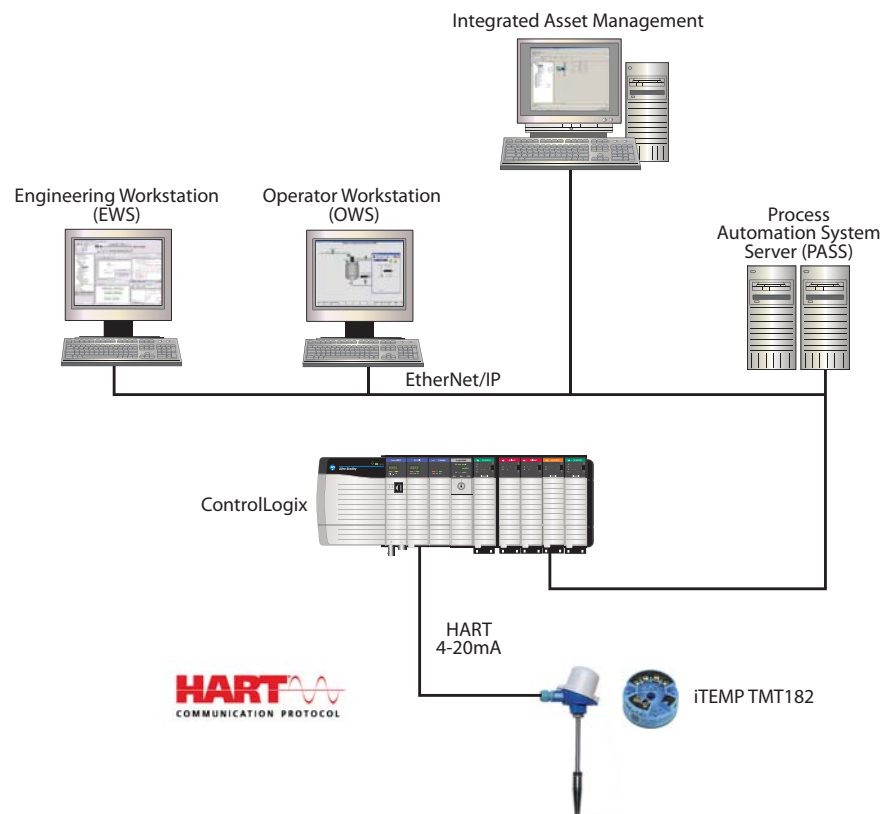 Integrated Asset Management
Engineering Workstation
(EWS)
Operator Workstation
(OWS)
Process
Automation System
Server (PASS)
EtherNet/IP
ControlLogix
HART
4-20mA
HART
COMMUNICATION PROTOCOL
iTEMP TMT182